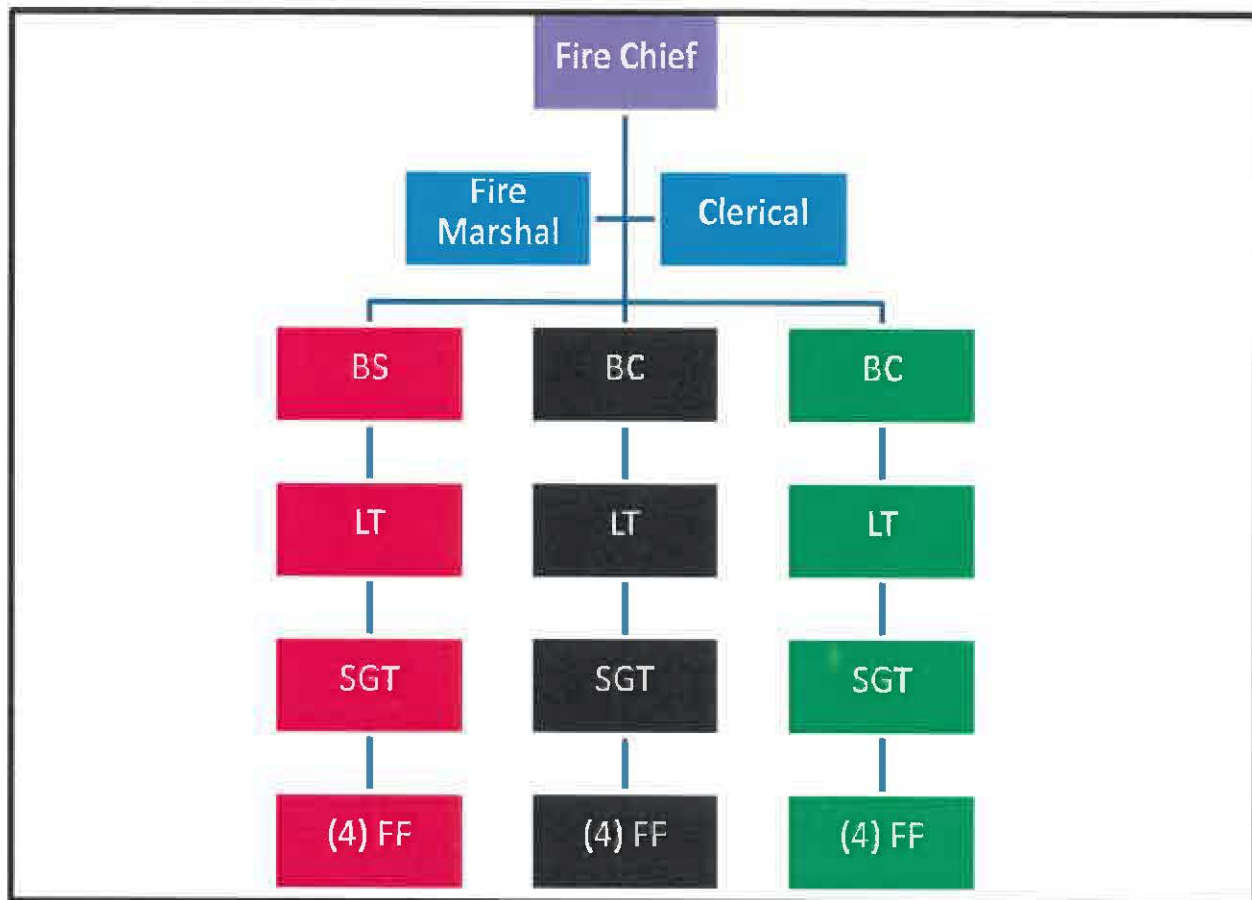 Fire Chief
Fire
Marshal
Clerical
BS
BC
BC
LT
LT
LT
SGT
SGT
SGT
(4) FF
(4) FF
(4) FF